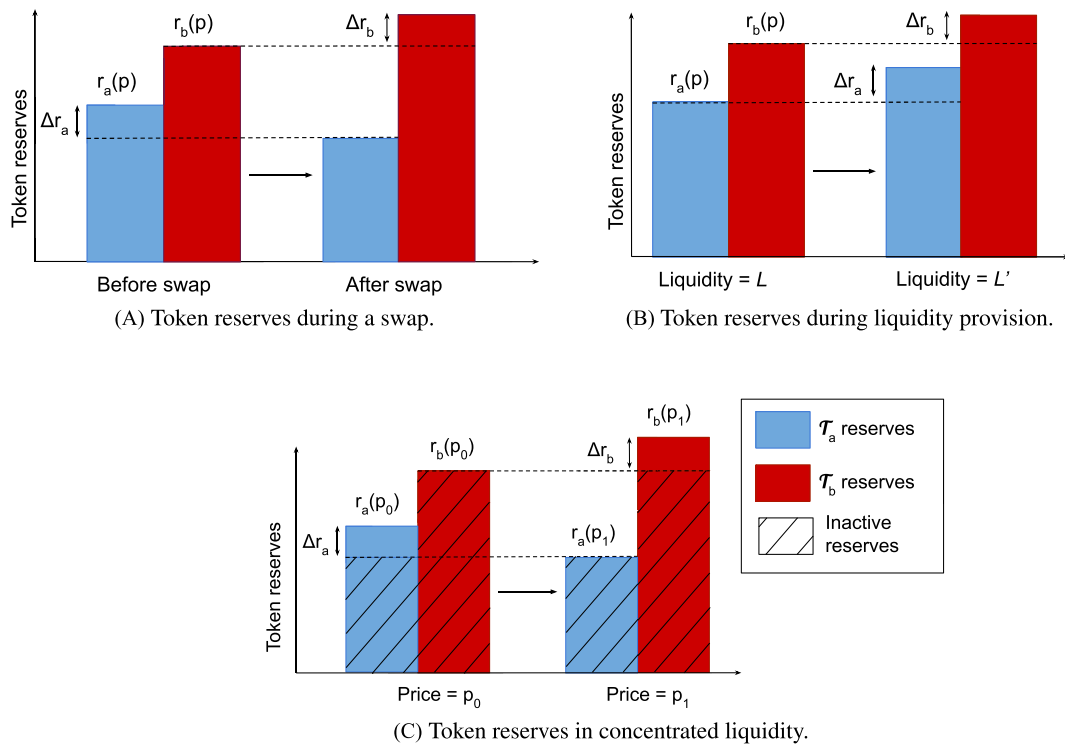 Token reserves
r_a(p)
Δr_a
r_b(p)
Δr_b
Before swap
After swap
(A) Token reserves during a swap.
Token reserves
r_a(p)
r_b(p)
Δr_a
Δr_b
Liquidity = L
Liquidity = L’
(B) Token reserves during liquidity provision.
Token reserves
r_a(p_0)
Δr_a
r_b(p_0)
r_a(p_1)
Δr_b
r_b(p_1)
Price = p_0
Price = p_1
𝒯_a reserves
𝒯_b reserves
Inactive
reserves
(C) Token reserves in concentrated liquidity.